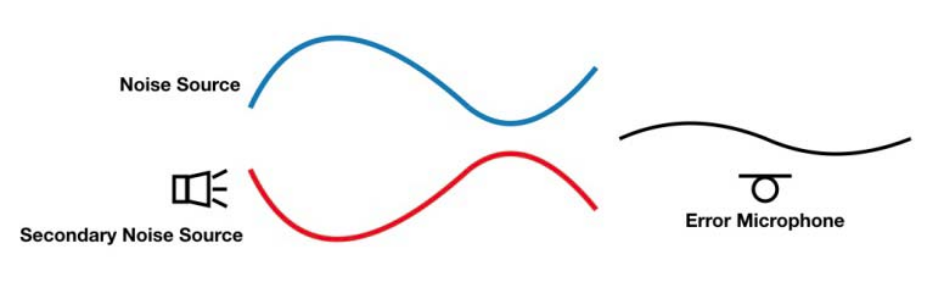 Noise Source
Secondary Noise Source
Error Microphone